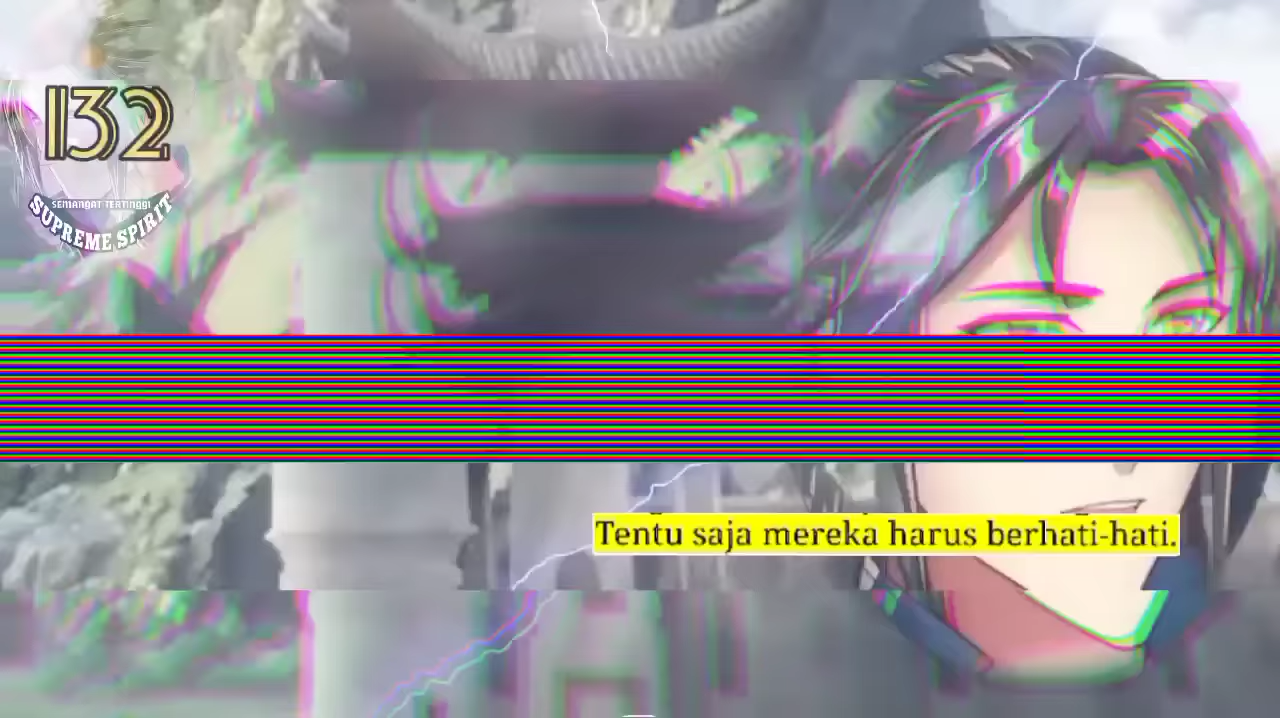 132
SEMANGAT TERTINGGI
SUPREME SPIRIT
Tentu saja mereka harus berhati-hati.